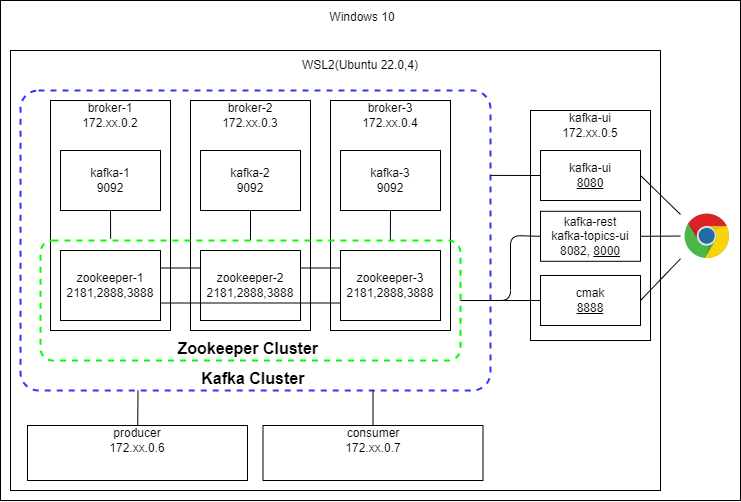 Windows 10
WSL2(Ubuntu 22.0,4)
broker-1
172.xx.0.2
broker-2
172.xx.0.3
broker-3
172.xx.0.4
kafka-ui
172.xx.0.5
kafka-1
9092
kafka-2
9092
kafka-3
9092
kafka-ui
8080
kafka-rest
kafka-topics-ui
8082, 8000
zookeeper-1
2181,2888,3888
zookeeper-2
2181,2888,3888
zookeeper-3
2181,2888,3888
cmak
8888
Zookeeper Cluster
Kafka Cluster
producer
172.xx.0.6
consumer
172.xx.0.7